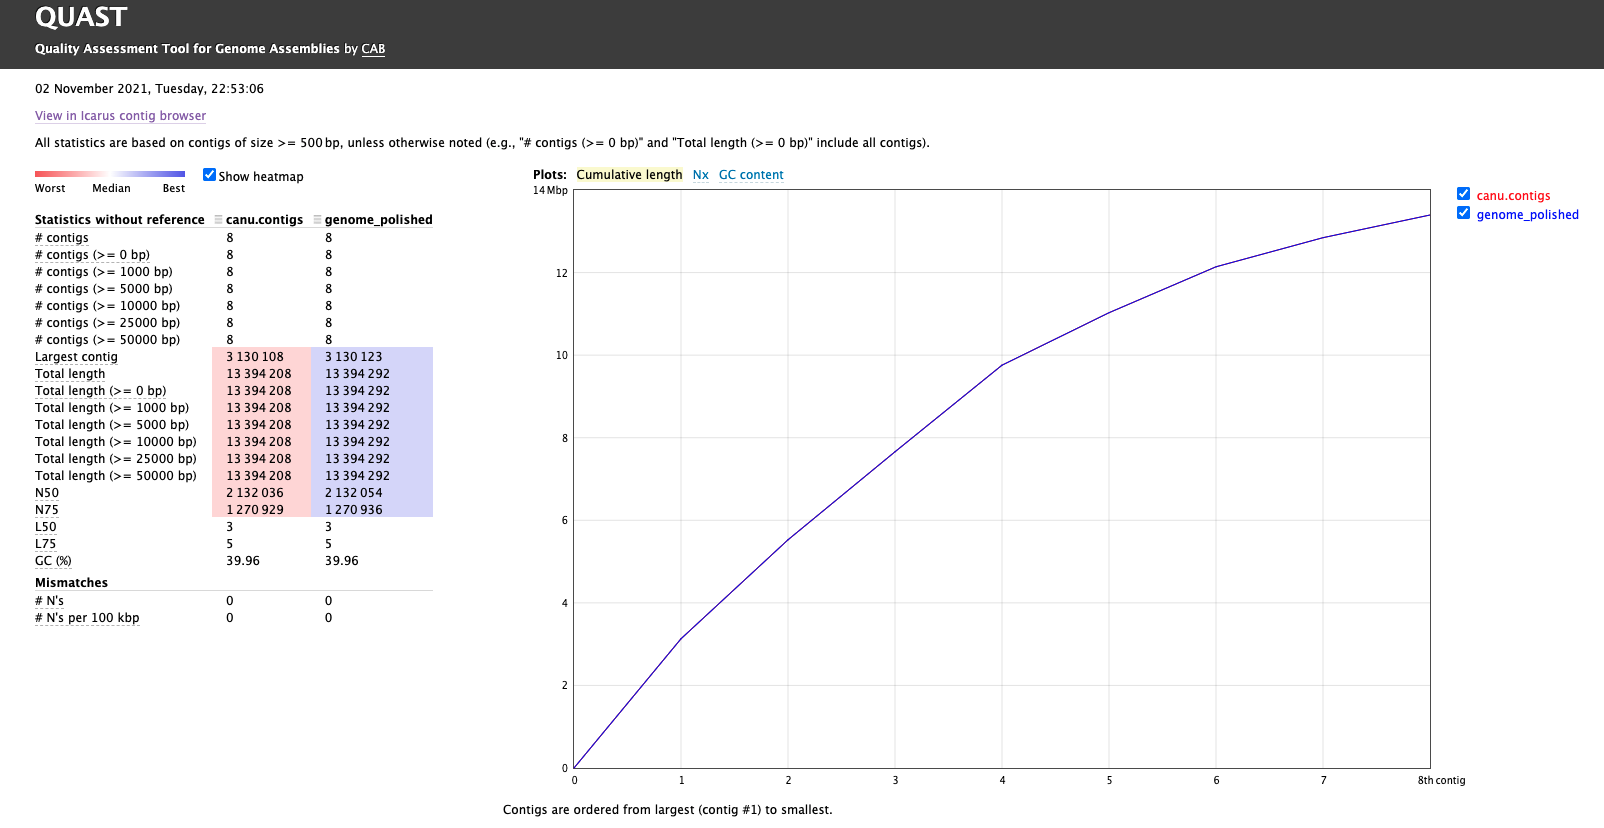 QUAST
Quality Assessment Tool for Genome Assemblies by CAB
02 November 2021, Tuesday, 22:53:06
View in Icarus contig browser
All statistics are based on contigs of size >= 500 bp, unless otherwise noted (e.g., "# contigs (>= 0 bp)" and "Total length (>= 0 bp)" include all contigs).
Worst Median Best
Show heatmap
Statistics without reference canu.contigs genome_polished
# contigs 8 8
# contigs (>= 0 bp) 8 8
# contigs (>= 1000 bp) 8 8
# contigs (>= 5000 bp) 8 8
# contigs (>= 10000 bp) 8 8
# contigs (>= 25000 bp) 8 8
# contigs (>= 50000 bp) 8 8
Largest contig 3 130 108 3 130 123
Total length 13 394 208 13 394 292
Total length (>= 0 bp) 13 394 208 13 394 292
Total length (>= 1000 bp) 13 394 208 13 394 292
Total length (>= 5000 bp) 13 394 208 13 394 292
Total length (>= 10000 bp) 13 394 208 13 394 292
Total length (>= 25000 bp) 13 394 208 13 394 292
Total length (>= 50000 bp) 13 394 208 13 394 292
N50 2 132 036 2 132 054
N75 1 270 929 1 270 936
L50 3 3
L75 5 5
GC (%) 39.96 39.96
Mismatches
# N's 0 0
# N's per 100 kbp 0 0
Plots: Cumulative length Nx GC content
14 Mbp
12
10
8
6
4
2
0
0 1 2 3 4 5 6 7 8th contig
Contigs are ordered from largest (contig #1) to smallest.
canu.contigs
genome_polished